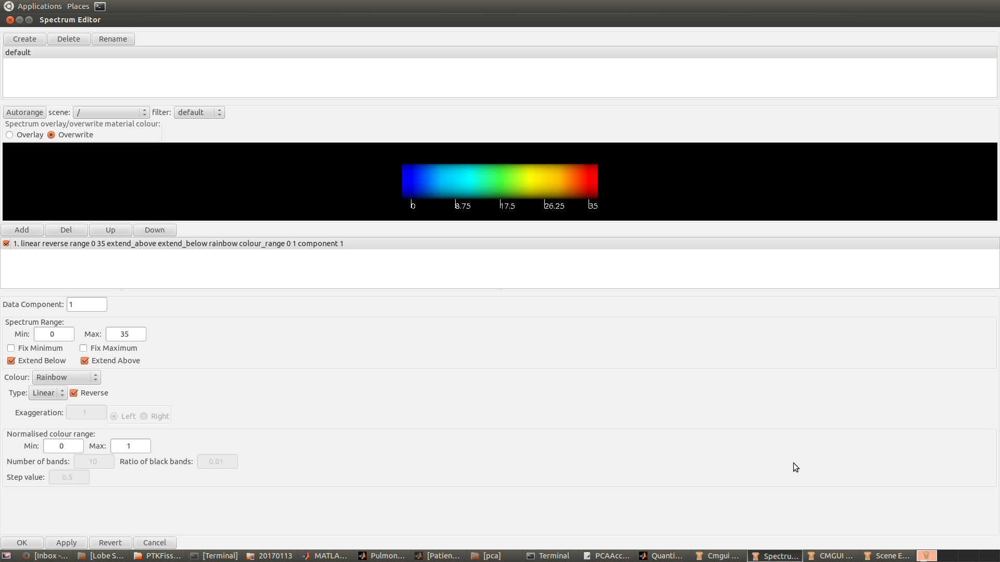 Applications Places
Spectrum Editor
Create Delete Rename
default
Autorange scene: / filter: default
Spectrum overlay/overwrite material colour:
Overlay Overwrite
0 8.75 17.5 26.25 35
Add Del Up Down
1. linear reverse range 0 35 extend_above extend_below rainbow colour_range 0 1 component 1
Data Component: 1
Spectrum Range:
Min: 0 Max: 35
Fix Minimum Fix Maximum
Extend Below Extend Above
Colour: Rainbow
Type: Linear Reverse
Exaggeration: 1 Left Right
Normalised colour range:
Min: 0 Max: 1
Number of bands: 10 Ratio of black bands: 0.01
Step value: 0.5
OK Apply Revert Cancel
[Inbox -... [Lobe S... PTKFiss... [Terminal] 20170113 MATLA... Pulmon... [Patien... [pca] Terminal PCAAcc... Quanti... Cmgui ... Spectru... CMGUI ... Scene E...